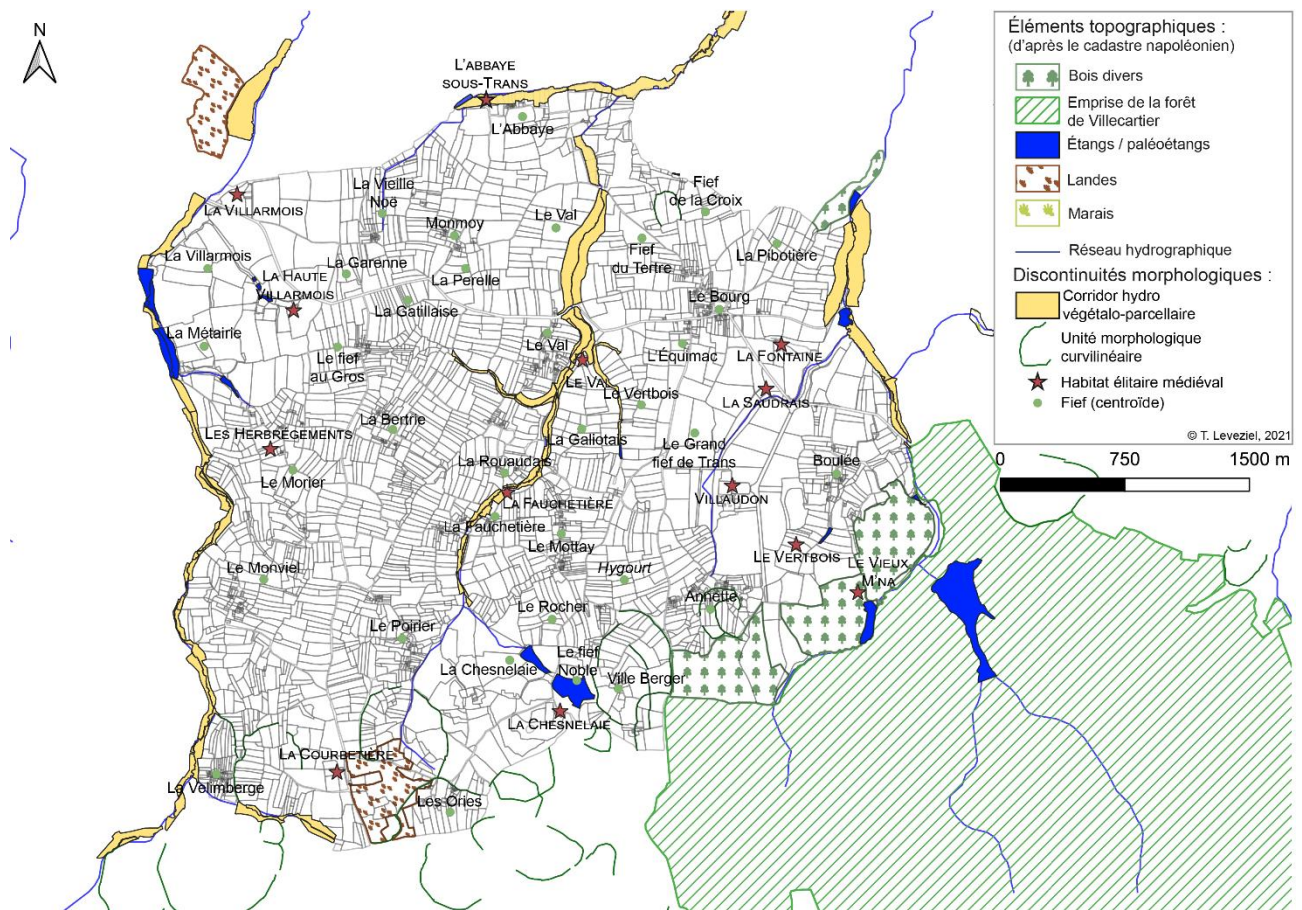 N
L'ABBAYE
SOUS-TRANS
L'Abbaye
LA VILLARMOIS
La Vieille
Noë
Monmoy
Le Val
Fief
de la Croix
Fief
du Tertre
La Pibotière
La Villarmois
La Garenne
La Perelle
LA HAUTE
VILLARMOIS
La Gatillaise
Le Bourg
La Métairie
Le fief
au Gros
Le Val
LE VAL
L'Équimac
LA FONTAINE
Le Vertbois
LA SAUDRAIS
La Bertrie
LES HERBRÈGEMENTS
La Galiotais
Le Grand
fief de Trans
Le Morier
La Rouaudais
Boulée
LA FAUCHETIÈRE
VILLAUDON
La Fauchetière
Le Mottay
LE VERTBOIS
Le Monviel
Hygourt
LE VIEUX
M'NA
Le Rocher
Annette
Le Poirier
La Chesnelaie
Le fief
Noble
Ville Berger
LA CHESNELAIE
LA COURBETIÈRE
La Velimberge
Les Ories
Éléments topographiques :
(d'après le cadastre napoléonien)
Bois divers
Emprise de la forêt
de Villecartier
Étangs / paléoétangs
Landes
Marais
Réseau hydrographique
Discontinuités morphologiques :
Corridor hydro
végétalo-parcellaire
Unité morphologique
curvilinéaire
Habitat élitaire médiéval
Fief (centroïde)
© T. Leveziel, 2021
0 750 1500 m